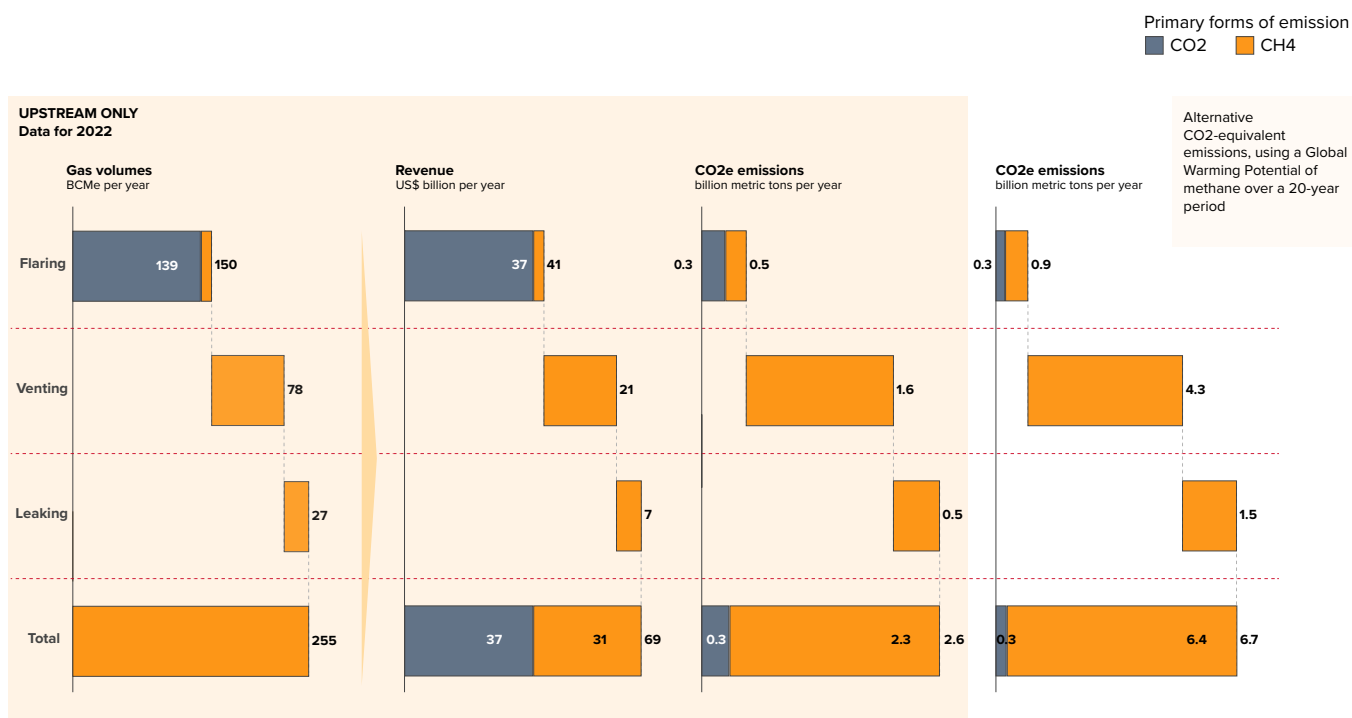 Primary forms of emission
CO2 CH4
UPSTREAM ONLY
Data for 2022
Alternative
CO2-equivalent
emissions, using a Global
Warming Potential of
methane over a 20-year
period
Gas volumes
BCMe per year
Revenue
US$ billion per year
CO2e emissions
billion metric tons per year
CO2e emissions
billion metric tons per year
Flaring 139 150 37 41 0.3 0.5 0.3 0.9
Venting 78 21 1.6 4.3
Leaking 27 7 0.5 1.5
Total 255 37 31 69 0.3 2.3 2.6 0.3 6.4 6.7